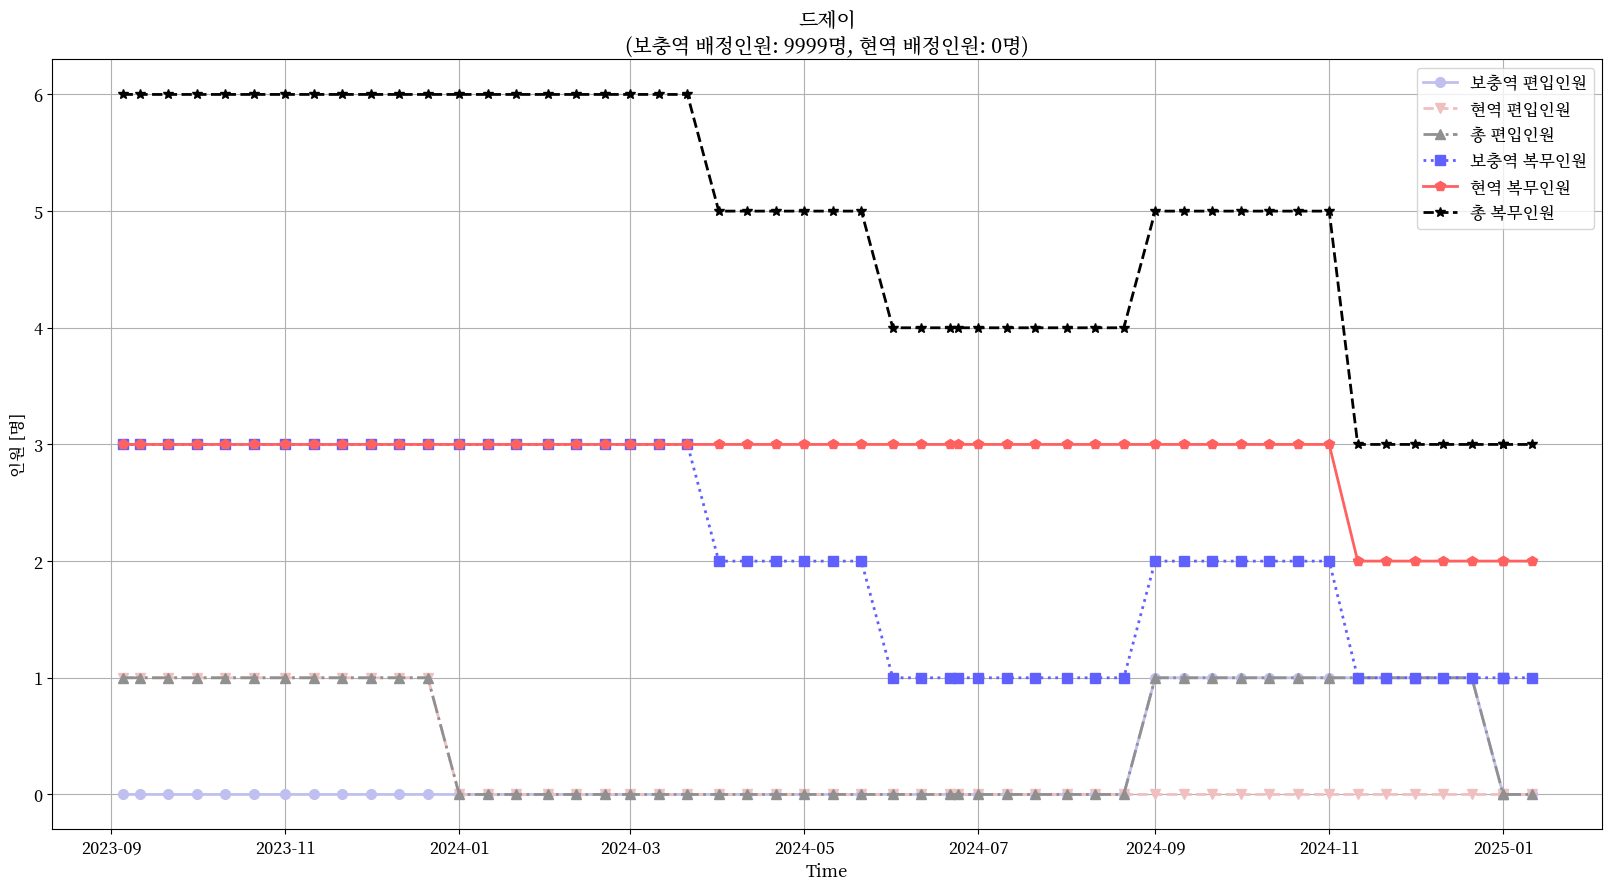 드제이
(보충역 배정인원: 9999명, 현역 배정인원: 0명)
보충역 편입인원
현역 편입인원
총 편입인원
보충역 복무인원
현역 복무인원
총 복무인원
인원 [명]
6
5
4
3
2
1
0
2023-09 2023-11 2024-01 2024-03 2024-05 2024-07 2024-09 2024-11 2025-01
Time